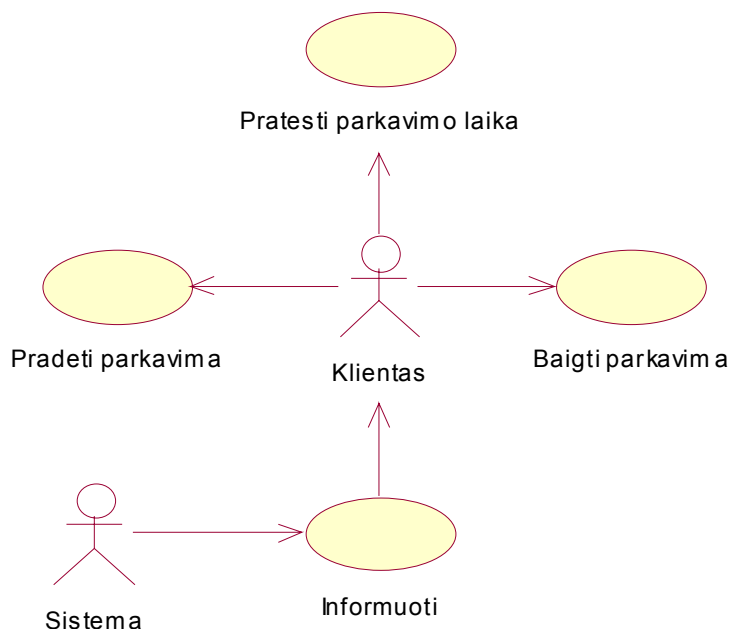 Pratesti parkavimo laika
Pradeti parkavima
Klientas
Baigti parkavima
Sistema
Informuoti